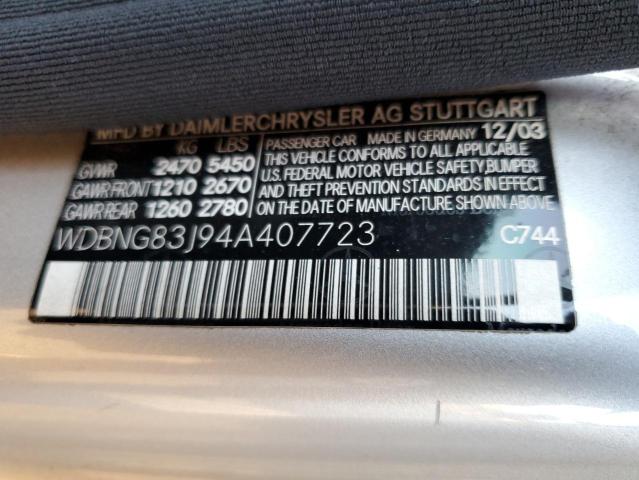 MFD BY DAIMLERCHRYSLER AG STUTTGART
KG LBS
GVWR 2470 5450
GAWR FRONT 1210 2670
GAWR REAR 1260 2780
PASSENGER CAR MADE IN GERMANY 12/03
THIS VEHICLE CONFORMS TO ALL APPLICABLE
U.S. FEDERAL MOTOR VEHICLE SAFETY, BUMPER
AND THEFT PREVENTION STANDARDS IN EFFECT
ON THE DATE OF MANUFACTURE SHOWN ABOVE
WDBNG83J94A407723 C744